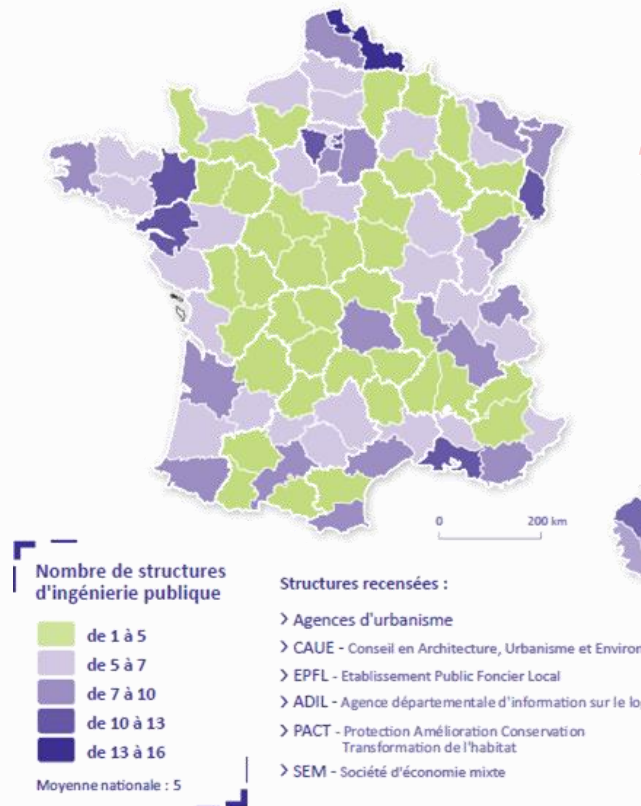 0 200 km
Nombre de structures
d'ingénierie publique
de 1 à 5
de 5 à 7
de 7 à 10
de 10 à 13
de 13 à 16
Moyenne nationale : 5
Structures recensées :
> Agences d'urbanisme
> CAUE - Conseil en Architecture, Urbanisme et Environ
> EPFL - Etablissement Public Foncier Local
> ADIL - Agence départementale d'information sur le lo
> PACT - Protection Amélioration Conservation
Transformation de l'habitat
> SEM - Société d'économie mixte